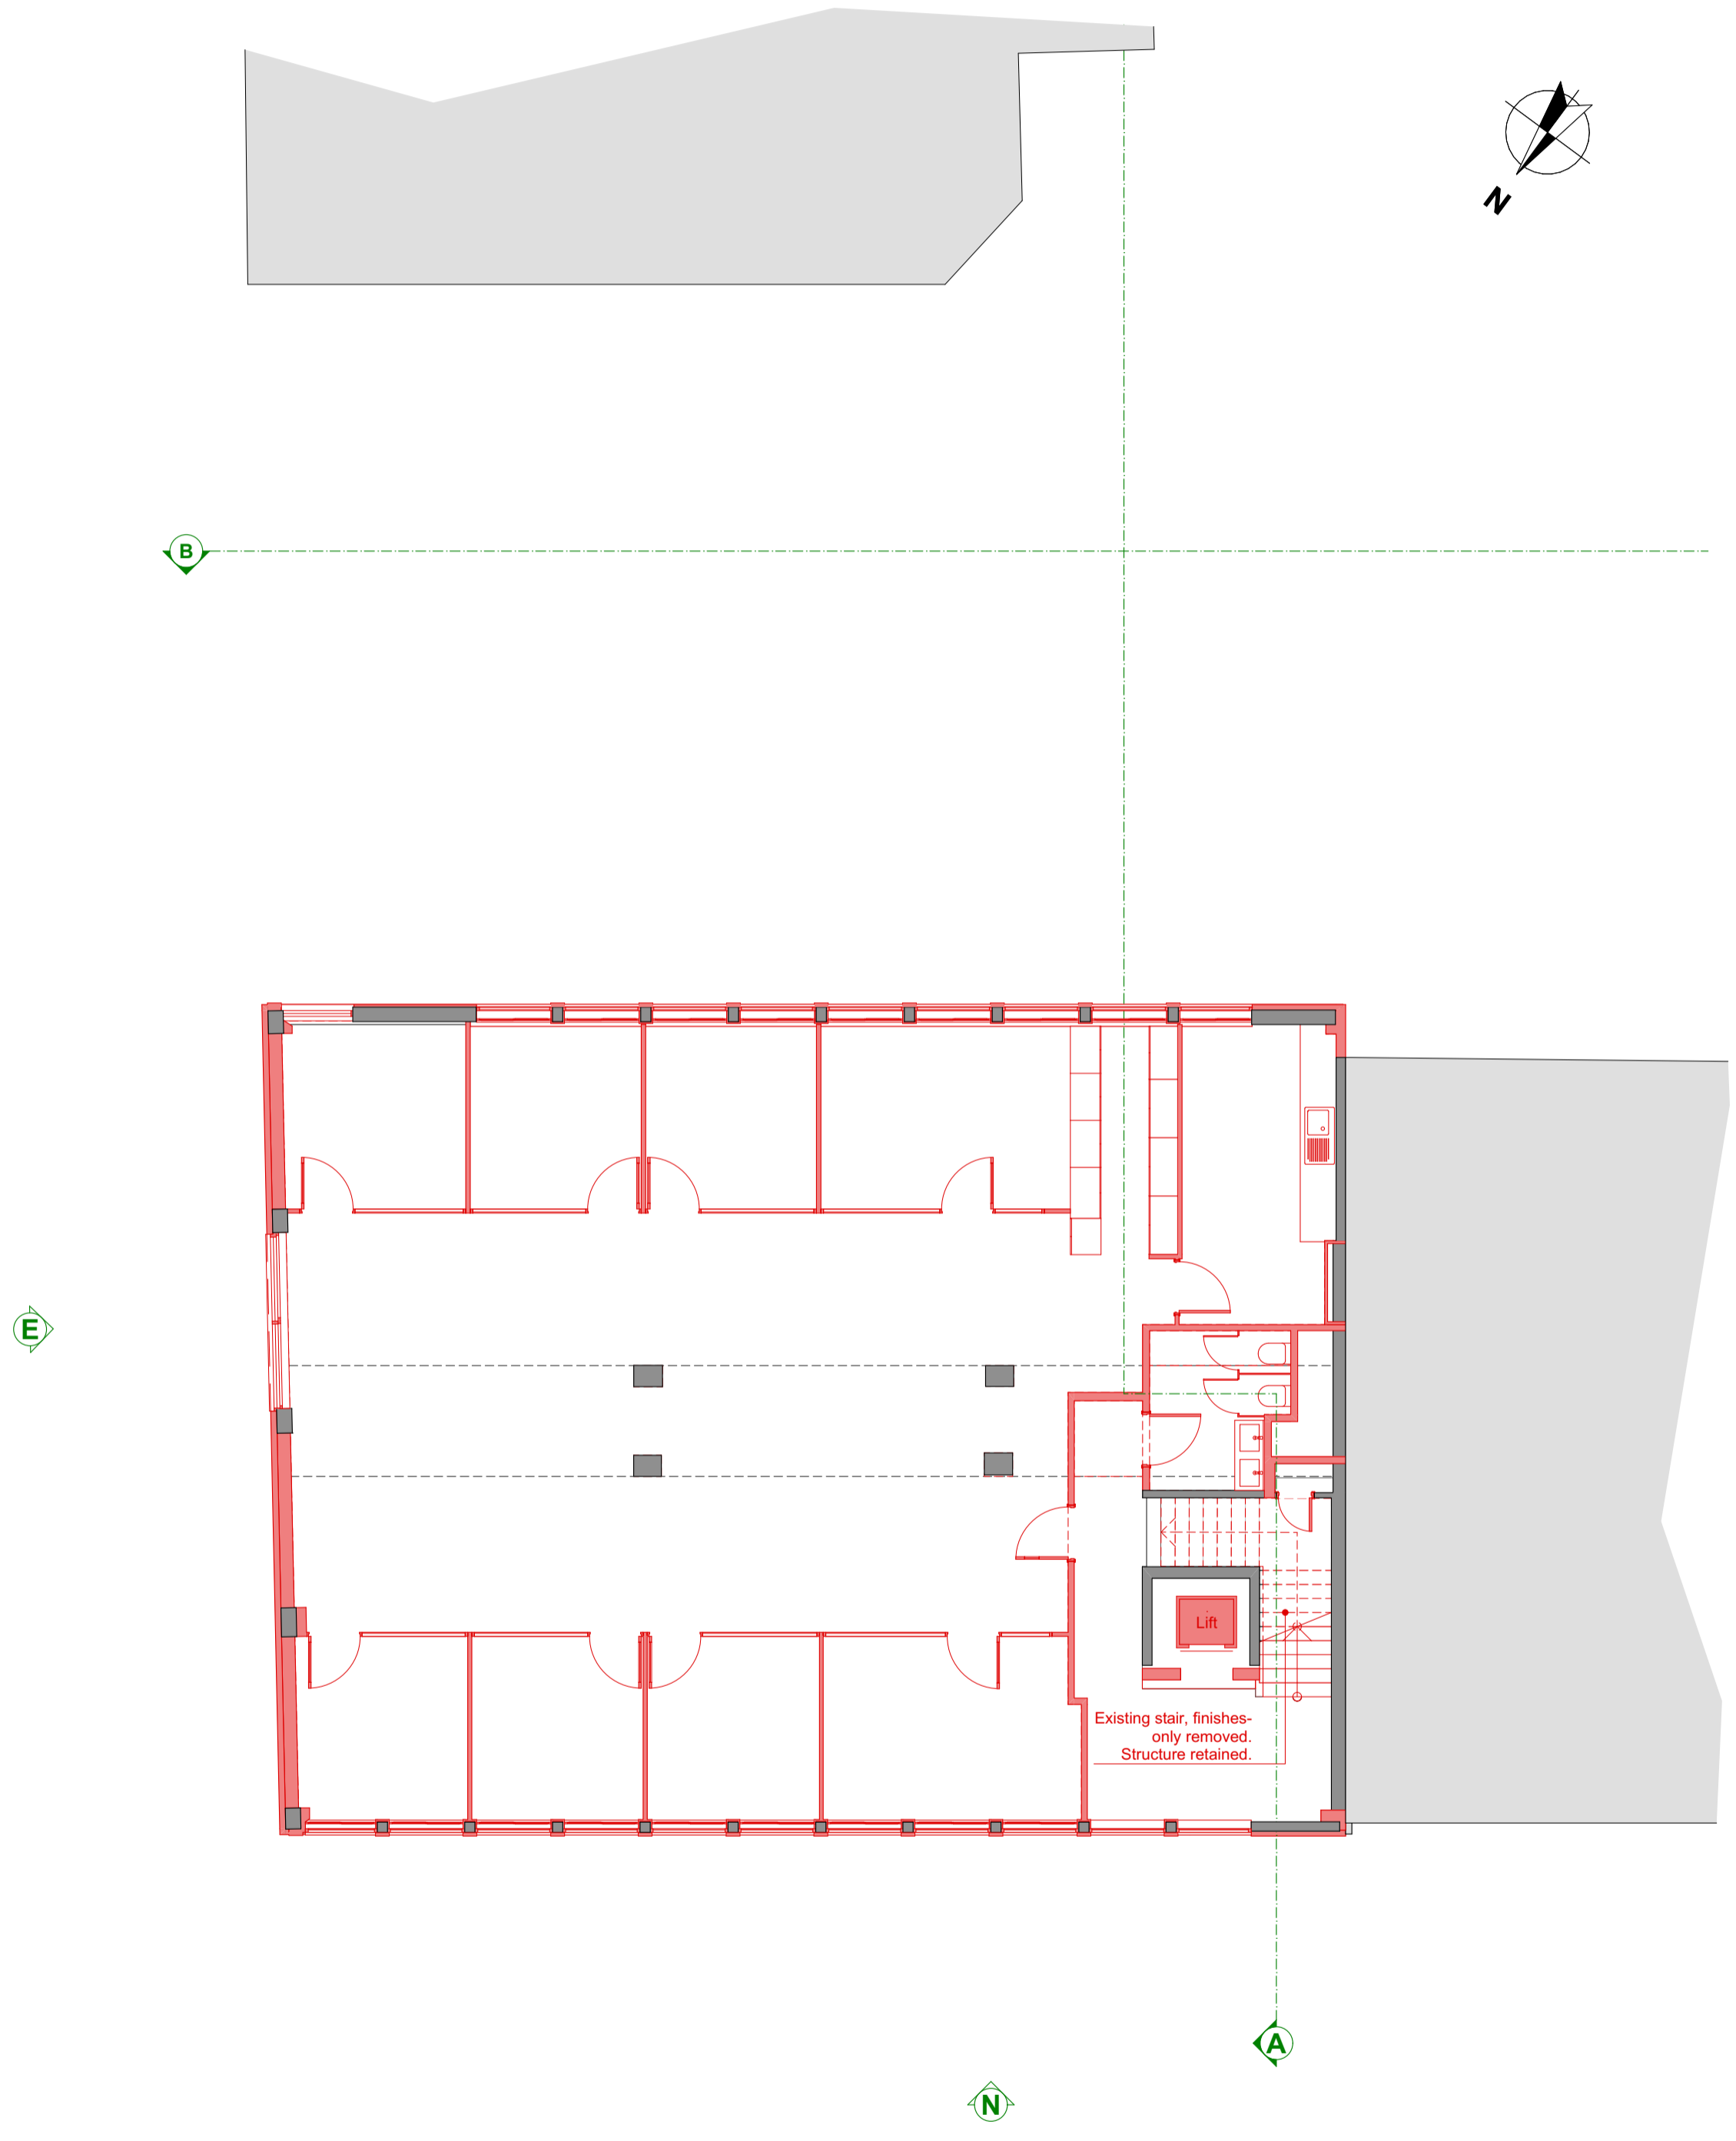 N
B
E
Lift
Existing stair, finishes-
only removed.
Structure retained.
A
N